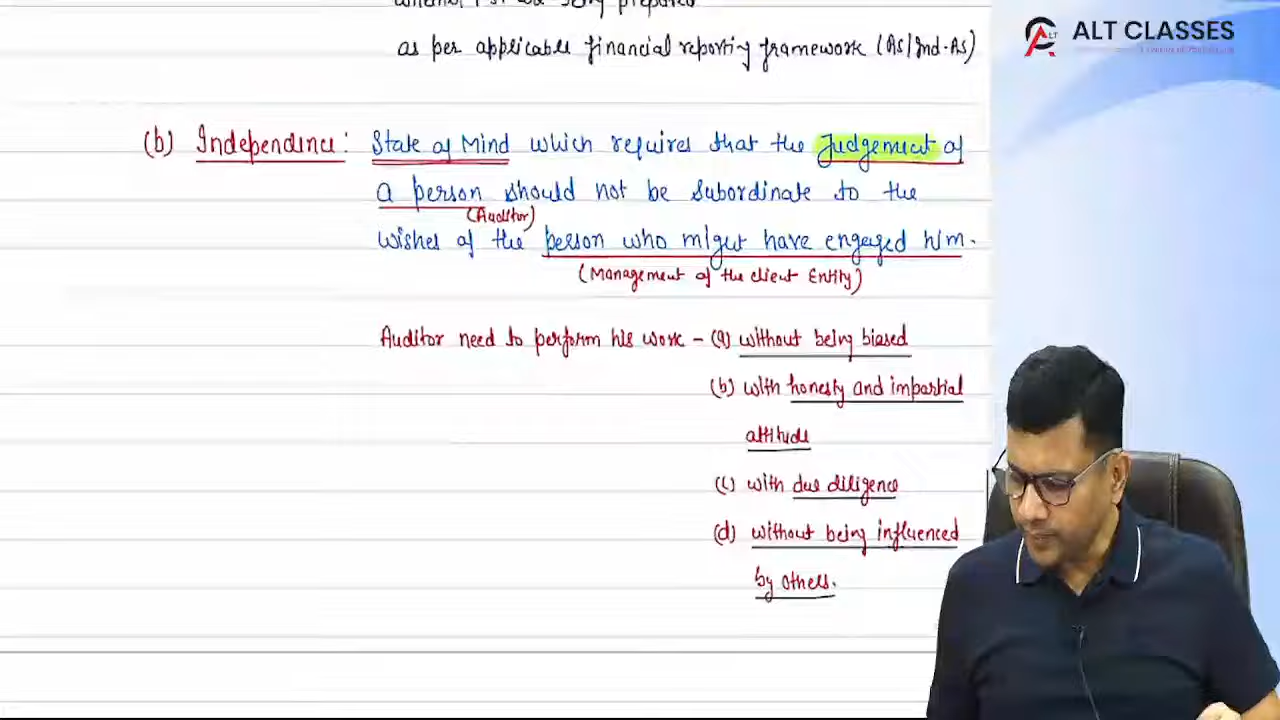 ALT CLASSES
being prepared
as per applicable financial reporting framework (As/Ind-As)
(b) Independence: State of Mind which requires that the Judgement of
a person should not be subordinate to the
(Auditor)
wishes of the person who might have engaged him.
(Management of the client Entity)
Auditor need to perform his work - (a) without being biased
(b) with honesty and impartial
attitude
(c) with due diligence
(d) without being influenced
by others.